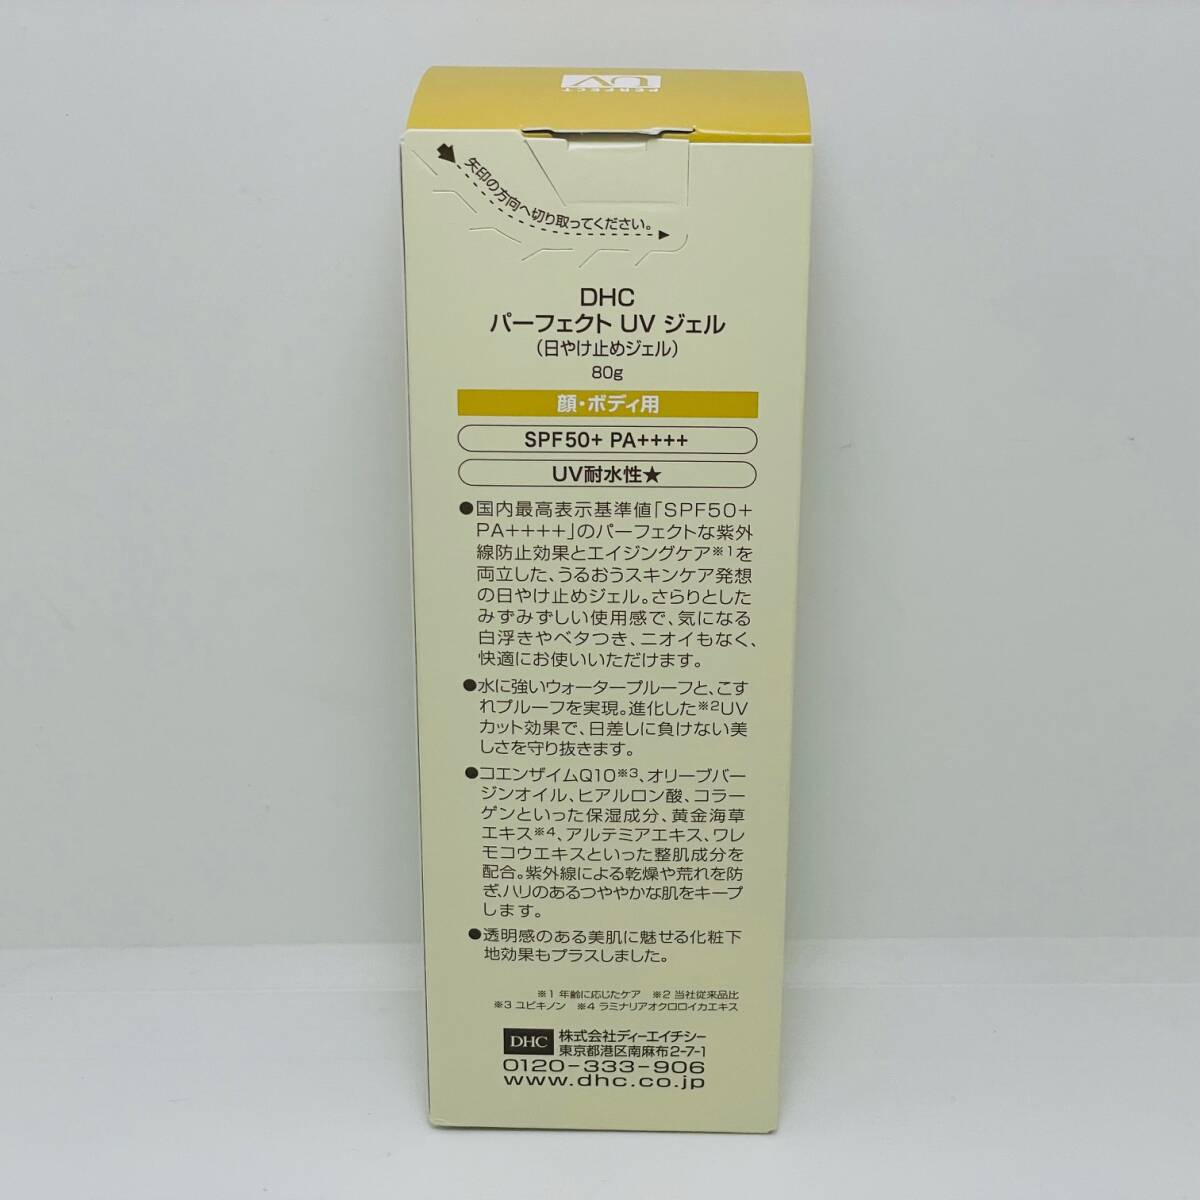 PERFECT
UV
矢印の方向へ切り取ってください。
DHC
パーフェクト UV ジェル
(日やけ止めジェル)
80g
顔・ボディ用
SPF50+ PA++++
UV耐水性★
●国内最高表示基準値「SPF50+
PA++++」のパーフェクトな紫外
線防止効果とエイジングケア※1を
両立した、うるおうスキンケア発想
の日やけ止めジェル。さらりとした
みずみずしい使用感で、気になる
白浮きやベタつき、ニオイもなく、
快適にお使いいただけます。
●水に強いウォータープルーフと、こす
れプルーフを実現。進化した※2UV
カット効果で、日差しに負けない美
しさを守り抜きます。
●コエンザイムQ10※3、オリーブバー
ジンオイル、ヒアルロン酸、コラー
ゲンといった保湿成分、黄金海草
エキス※4、アルテミアエキス、ワレ
モコウエキスといった整肌成分を
配合。紫外線による乾燥や荒れを防
ぎ、ハリのあるつややかな肌をキープ
します。
●透明感のある美肌に魅せる化粧下
地効果もプラスしました。
※1 年齢に応じたケア ※2 当社従来品比
※3 ユビキノン ※4 ラミナリアオクロロイカエキス
DHC 株式会社ディーエイチシー
東京都港区南麻布2-7-1
0120-333-906
www.dhc.co.jp